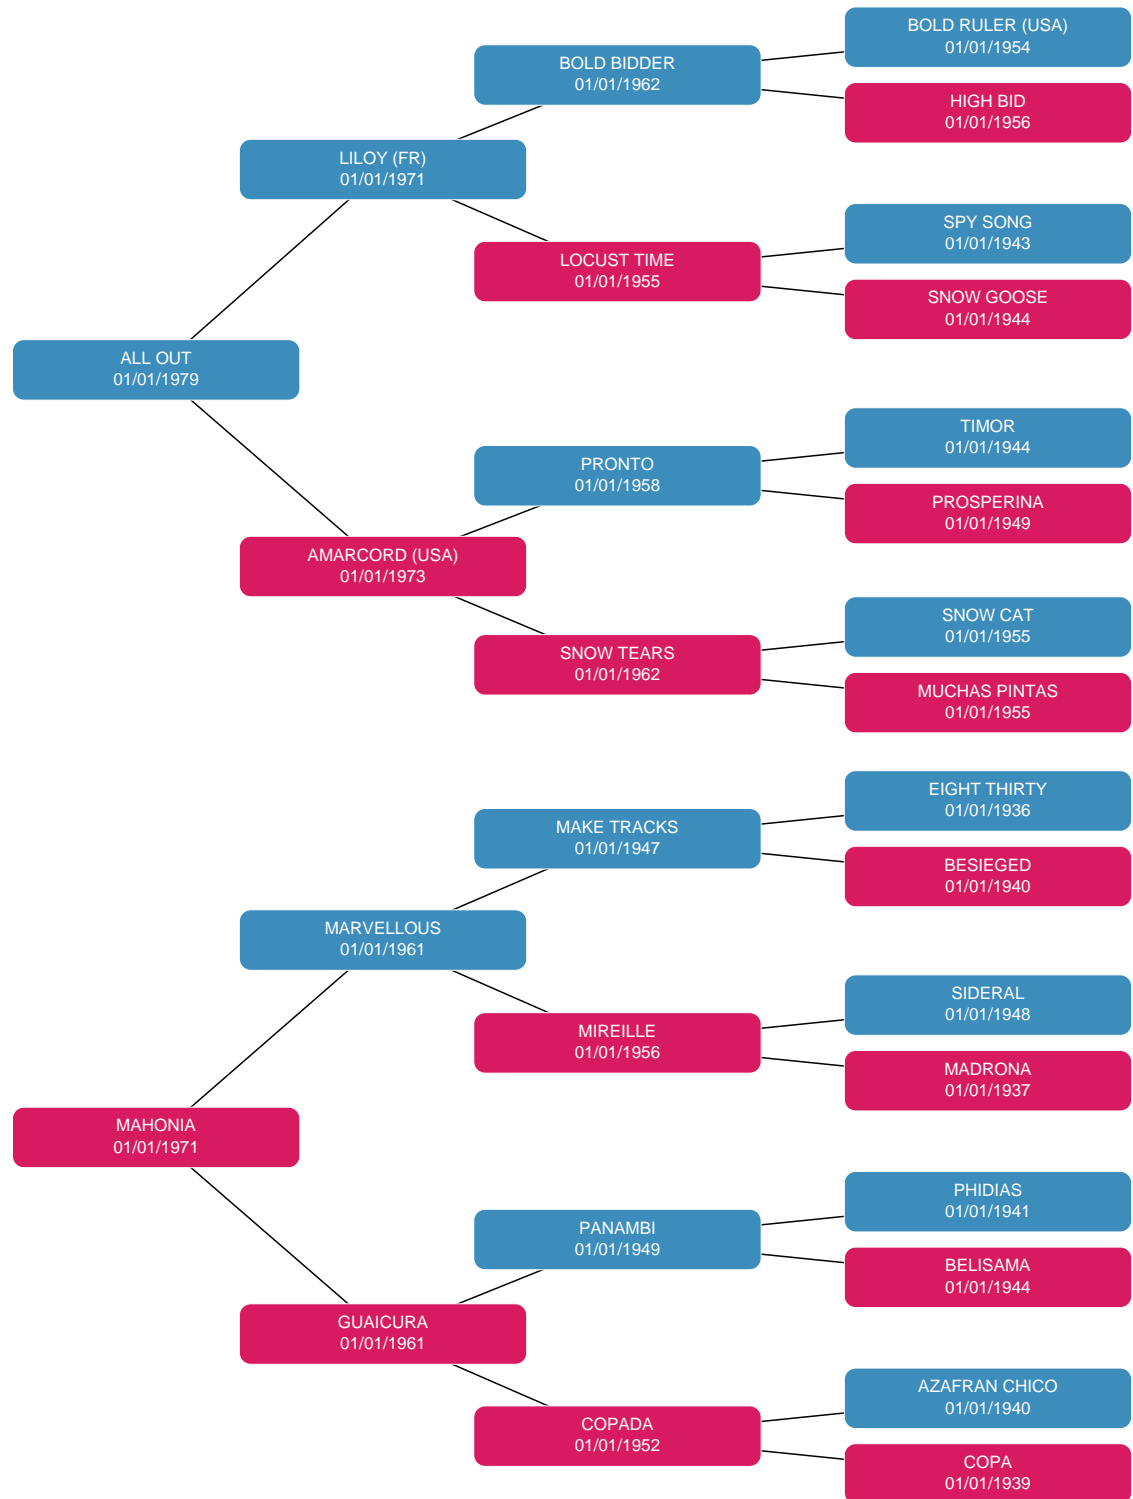 BOLD RULER (USA)
01/01/1954
BOLD BIDDER
01/01/1962
HIGH BID
01/01/1956
LILOY (FR)
01/01/1971
SPY SONG
01/01/1943
LOCUST TIME
01/01/1955
SNOW GOOSE
01/01/1944
ALL OUT
01/01/1979
TIMOR
01/01/1944
PRONTO
01/01/1958
PROSPERINA
01/01/1949
AMARCORD (USA)
01/01/1973
SNOW CAT
01/01/1955
SNOW TEARS
01/01/1962
MUCHAS PINTAS
01/01/1955
EIGHT THIRTY
01/01/1936
MAKE TRACKS
01/01/1947
BESIEGED
01/01/1940
MARVELLOUS
01/01/1961
SIDERAL
01/01/1948
MIREILLE
01/01/1956
MADRONA
01/01/1937
MAHONIA
01/01/1971
PHIDIAS
01/01/1941
PANAMBI
01/01/1949
BELISAMA
01/01/1944
GUAICURA
01/01/1961
AZAFRAN CHICO
01/01/1940
COPADA
01/01/1952
COPA
01/01/1939